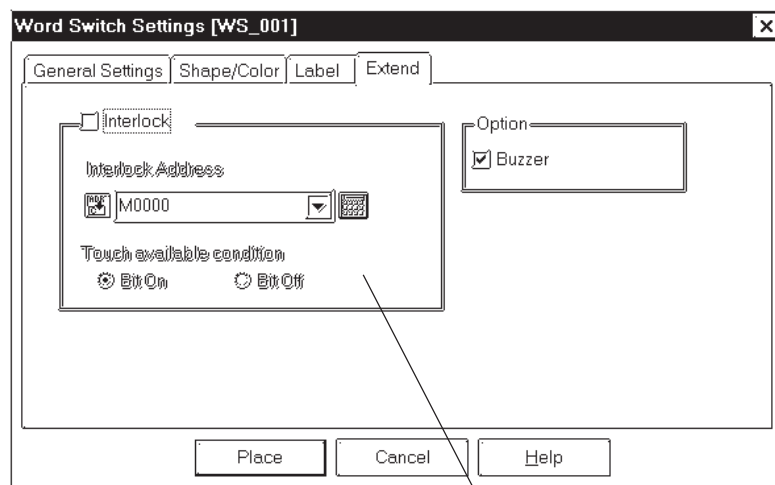 Word Switch Settings [WS_001]
General Settings Shape/Color Label Extend
Interlock
Interlock Address
M0000
Touch available condition
Bit On Bit Off
Option
Buzzer
Place Cancel Help